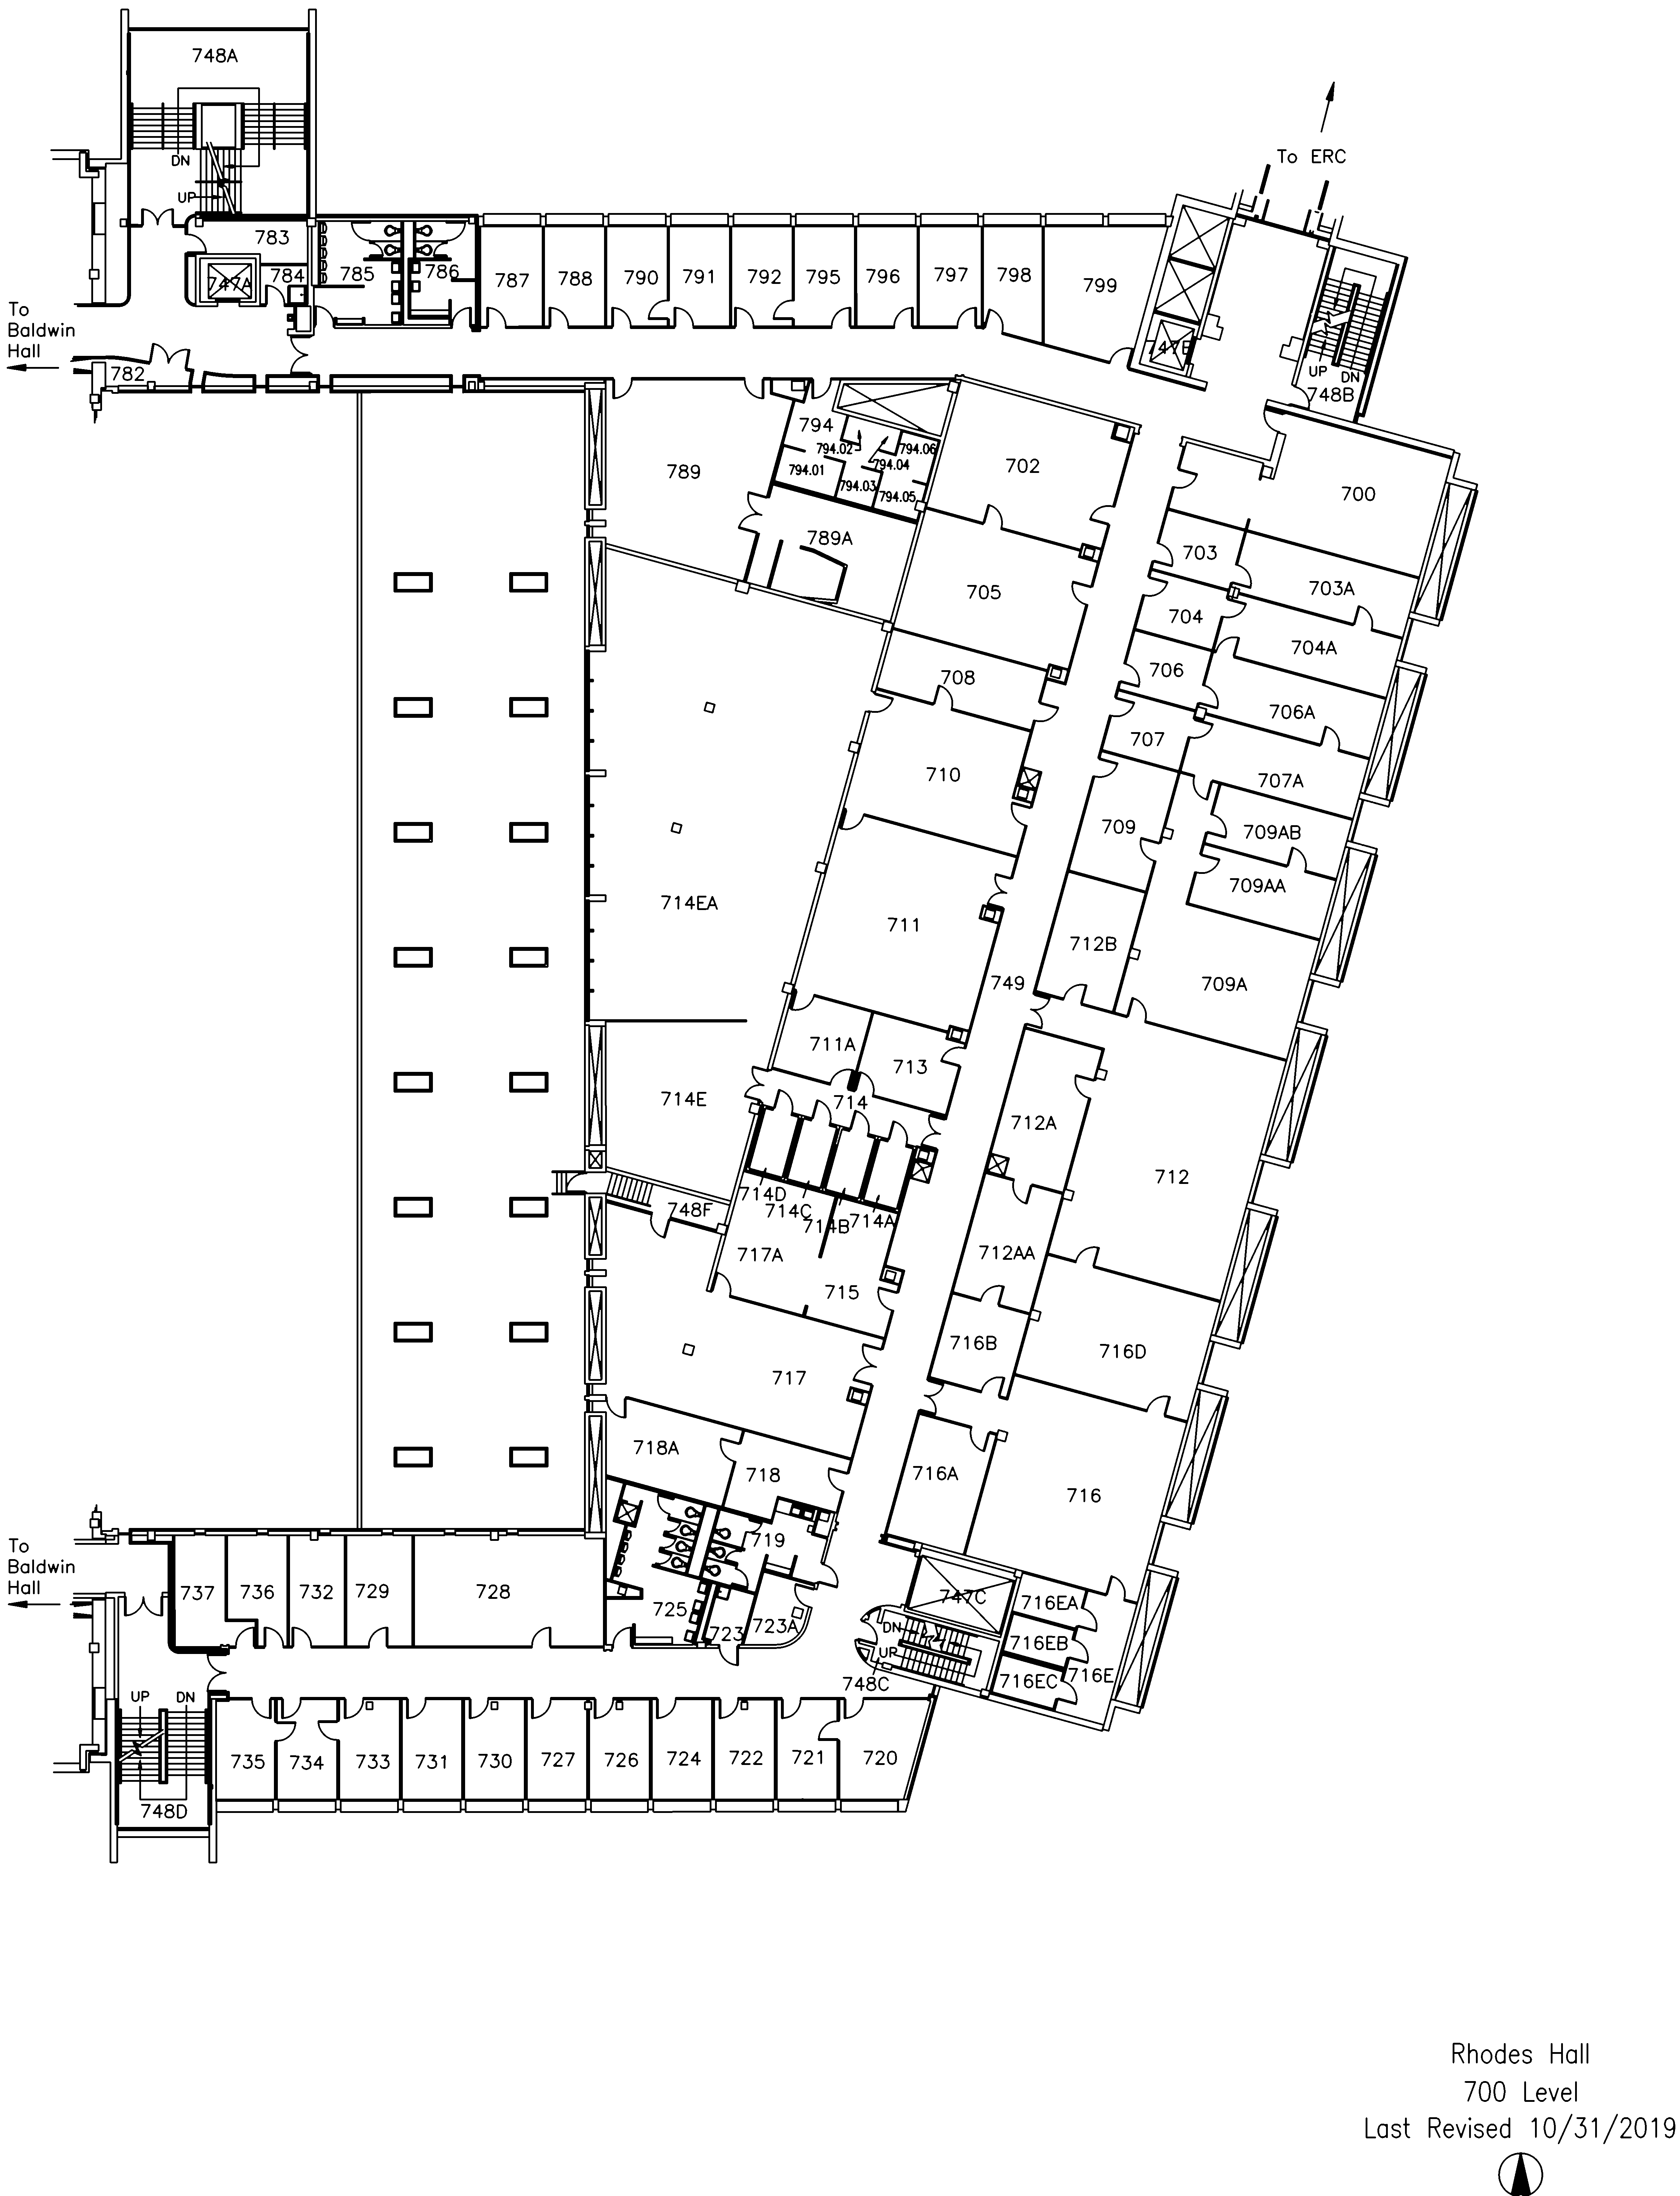 748A
To ERC
DN
UP
783
747A
784
785
786
787
788
790
791
792
795
796
797
798
799
747B
UP
DN
748B
To
Baldwin
Hall
782
789
794
794.01
794.02
794.03
794.04
794.05
794.06
789A
702
700
703
703A
705
704
704A
706
706A
708
707
707A
710
709
709AB
709AA
714EA
711
712B
749
709A
711A
713
714E
714
712A
712
714D
714C
714B
714A
748F
717A
715
712AA
716B
716D
717
718A
718
716A
716
719
To
Baldwin
Hall
737
736
732
729
728
725
723
723A
747C
716EA
DN
UP
716EB
716E
716EC
748C
UP
DN
735
734
733
731
730
727
726
724
722
721
720
748D
Rhodes Hall
700 Level
Last Revised 10/31/2019